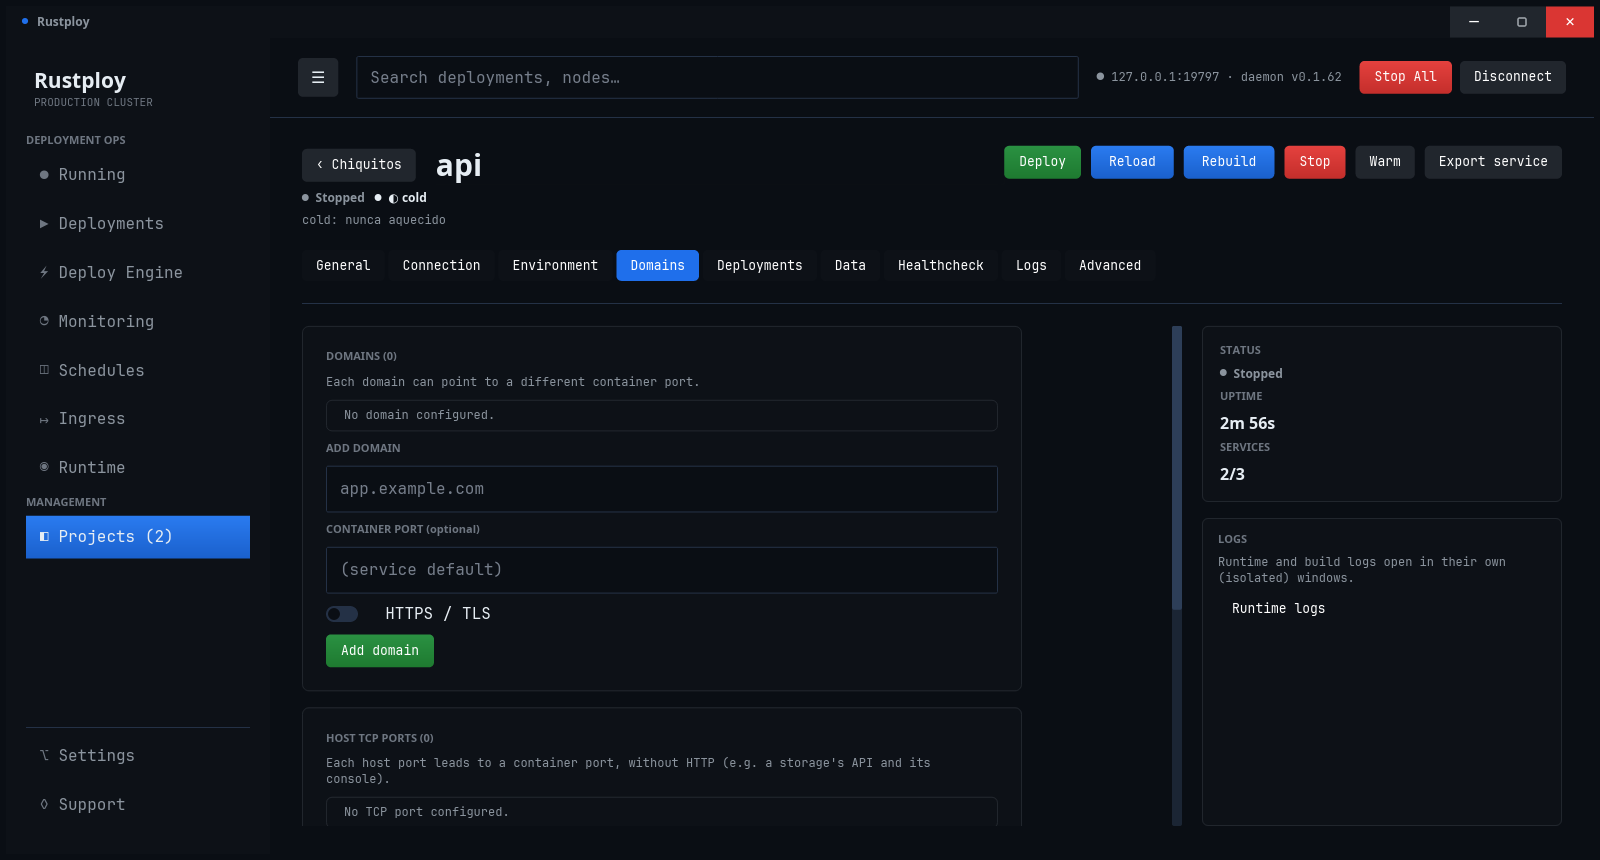 Rustploy
Rustploy
PRODUCTION CLUSTER
DEPLOYMENT OPS
Running
Deployments
Deploy Engine
Monitoring
Schedules
Ingress
Runtime
MANAGEMENT
Projects (2)
Settings
Support
Search deployments, nodes…
127.0.0.1:19797 · daemon v0.1.62
Stop All
Disconnect
‹ Chiquitos
api
Deploy
Reload
Rebuild
Stop
Warm
Export service
Stopped
cold
cold: nunca aquecido
General
Connection
Environment
Domains
Deployments
Data
Healthcheck
Logs
Advanced
DOMAINS (0)
Each domain can point to a different container port.
No domain configured.
ADD DOMAIN
app.example.com
CONTAINER PORT (optional)
(service default)
HTTPS / TLS
Add domain
HOST TCP PORTS (0)
Each host port leads to a container port, without HTTP (e.g. a storage's API and its
console).
No TCP port configured.
STATUS
Stopped
UPTIME
2m 56s
SERVICES
2/3
LOGS
Runtime and build logs open in their own
(isolated) windows.
Runtime logs